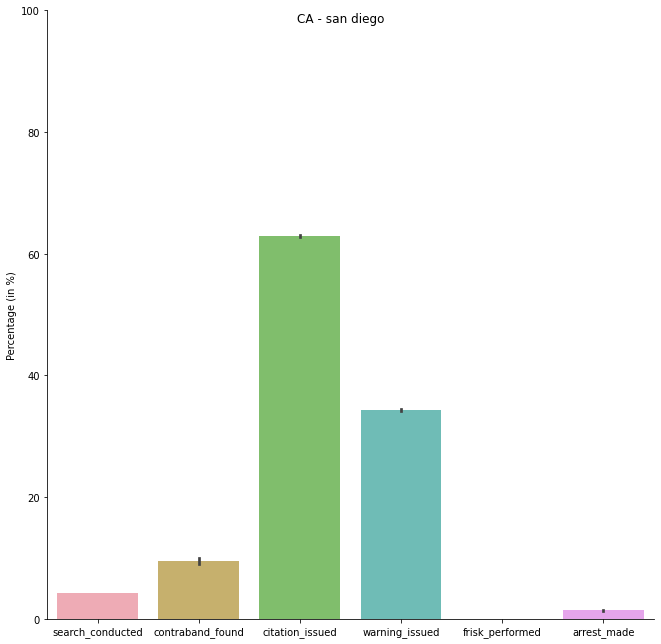 CA - san diego
Percentage (in %)
100
80
60
40
20
0
search_conducted contraband_found citation_issued warning_issued frisk_performed arrest_made